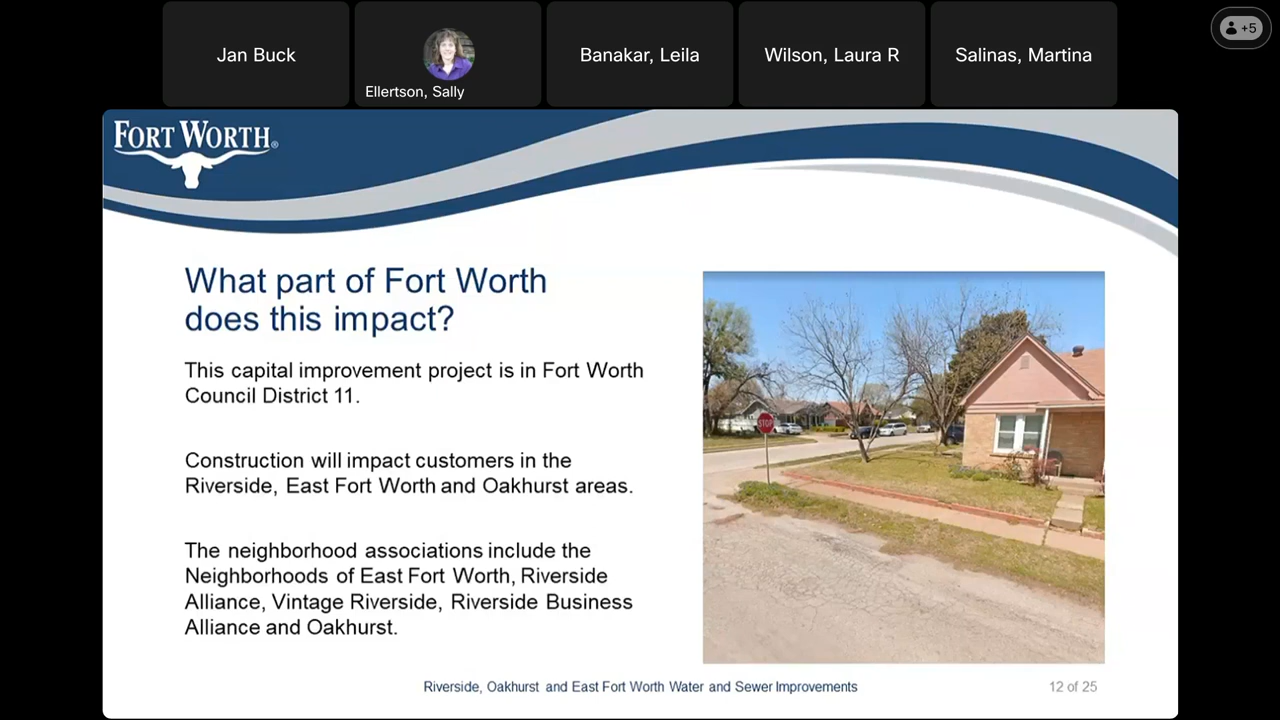 Jan Buck
Ellertson, Sally
Banakar, Leila
Wilson, Laura R
Salinas, Martina
+5
FORT WORTH®
What part of Fort Worth
does this impact?
This capital improvement project is in Fort Worth
Council District 11.
Construction will impact customers in the
Riverside, East Fort Worth and Oakhurst areas.
The neighborhood associations include the
Neighborhoods of East Fort Worth, Riverside
Alliance, Vintage Riverside, Riverside Business
Alliance and Oakhurst.
STOP
Riverside, Oakhurst and East Fort Worth Water and Sewer Improvements
12 of 25